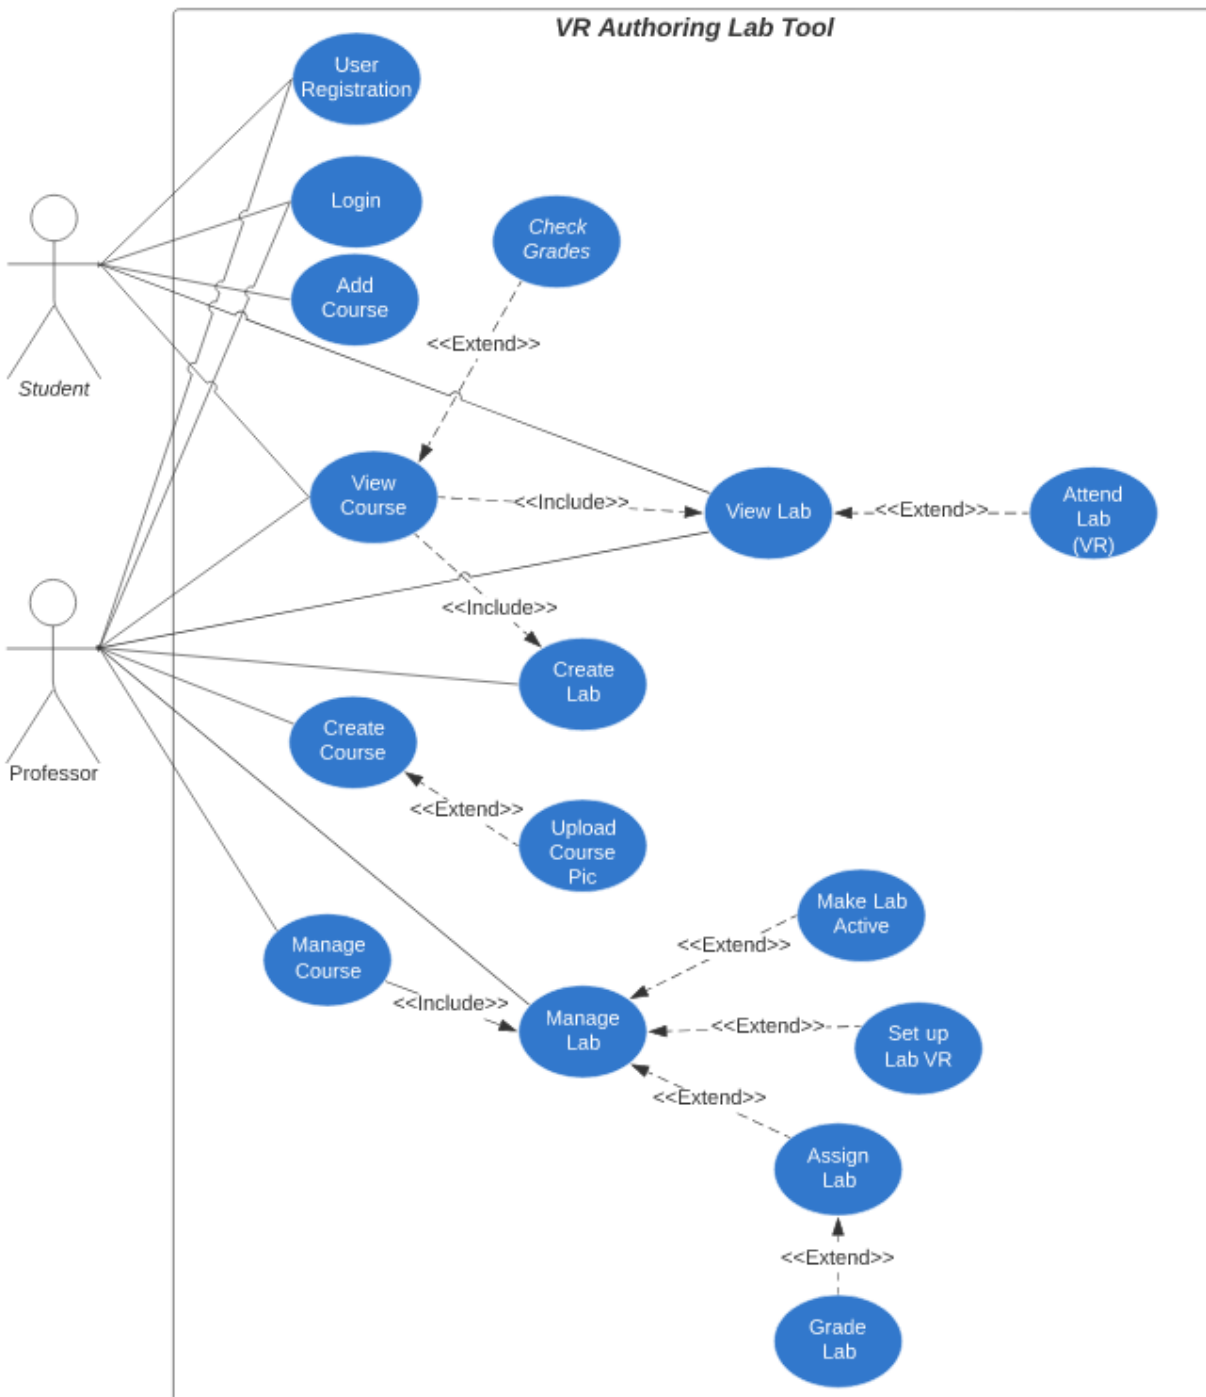 VR Authoring Lab Tool
User
Registration
Login
Check
Grades
Add
Course
<<Extend>>
Student
View
Course
<<Include>>
View Lab
<<Extend>>
Attend
Lab
(VR)
<<Include>>
Create
Lab
Professor
Create
Course
<<Extend>>
Upload
Course
Pic
Make Lab
Active
<<Extend>>
Manage
Course
<<Include>>
Manage
Lab
<<Extend>>
Set up
Lab VR
<<Extend>>
Assign
Lab
<<Extend>>
Grade
Lab